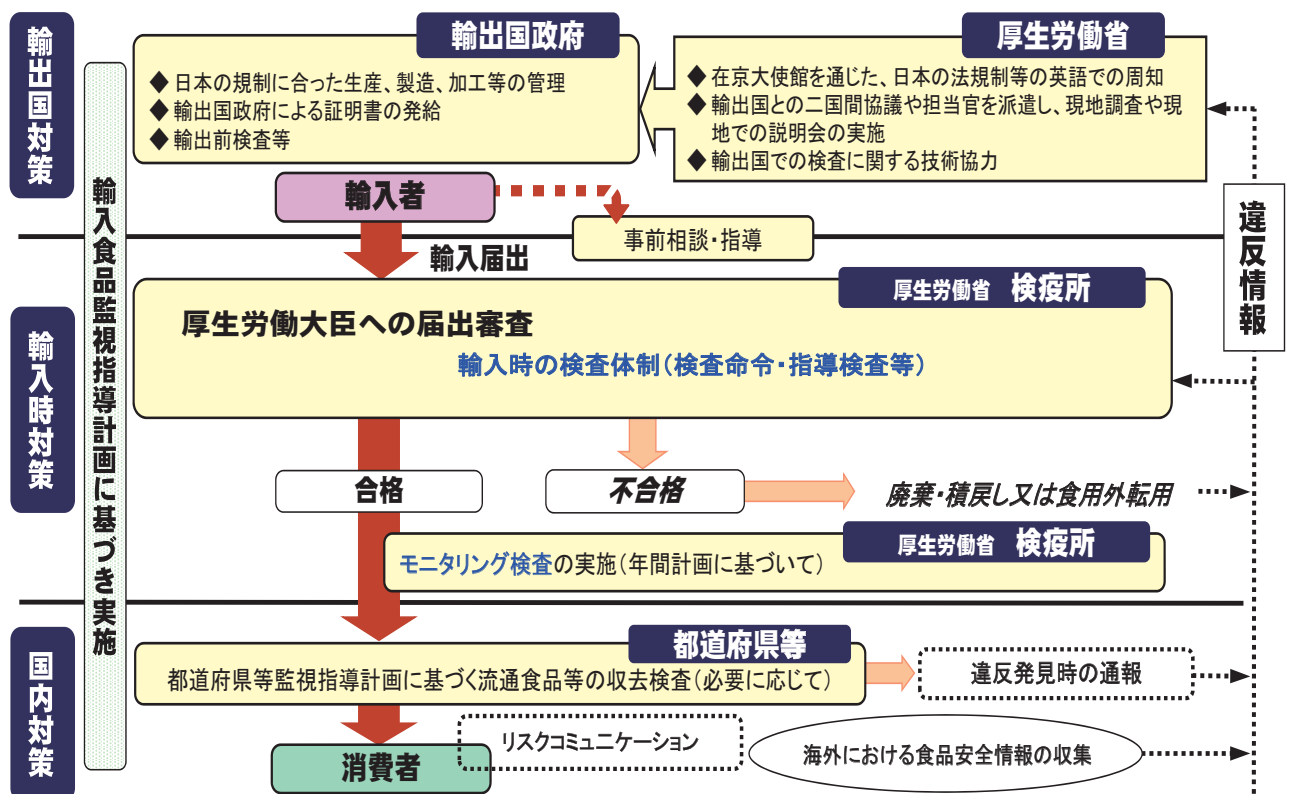 輸出国対策
輸入食品監視指導計画に基づき実施
輸出国政府
◆ 日本の規制に合った生産、製造、加工等の管理
◆ 輸出国政府による証明書の発給
◆ 輸出前検査等
厚生労働省
◆ 在京大使館を通じた、日本の法規制等の英語での周知
◆ 輸出国との二国間協議や担当官を派遣し、現地調査や現
地での説明会の実施
◆ 輸出国での検査に関する技術協力
違反情報
輸入者
事前相談・指導
輸入届出
輸入時対策
厚生労働省 検疫所
厚生労働大臣への届出審査
輸入時の検査体制(検査命令・指導検査等)
合格
不合格
廃棄・積戻し又は食用外転用
厚生労働省 検疫所
モニタリング検査の実施(年間計画に基づいて)
国内対策
都道府県等
都道府県等監視指導計画に基づく流通食品等の収去検査(必要に応じて)
違反発見時の通報
リスクコミュニケーション
海外における食品安全情報の収集
消費者